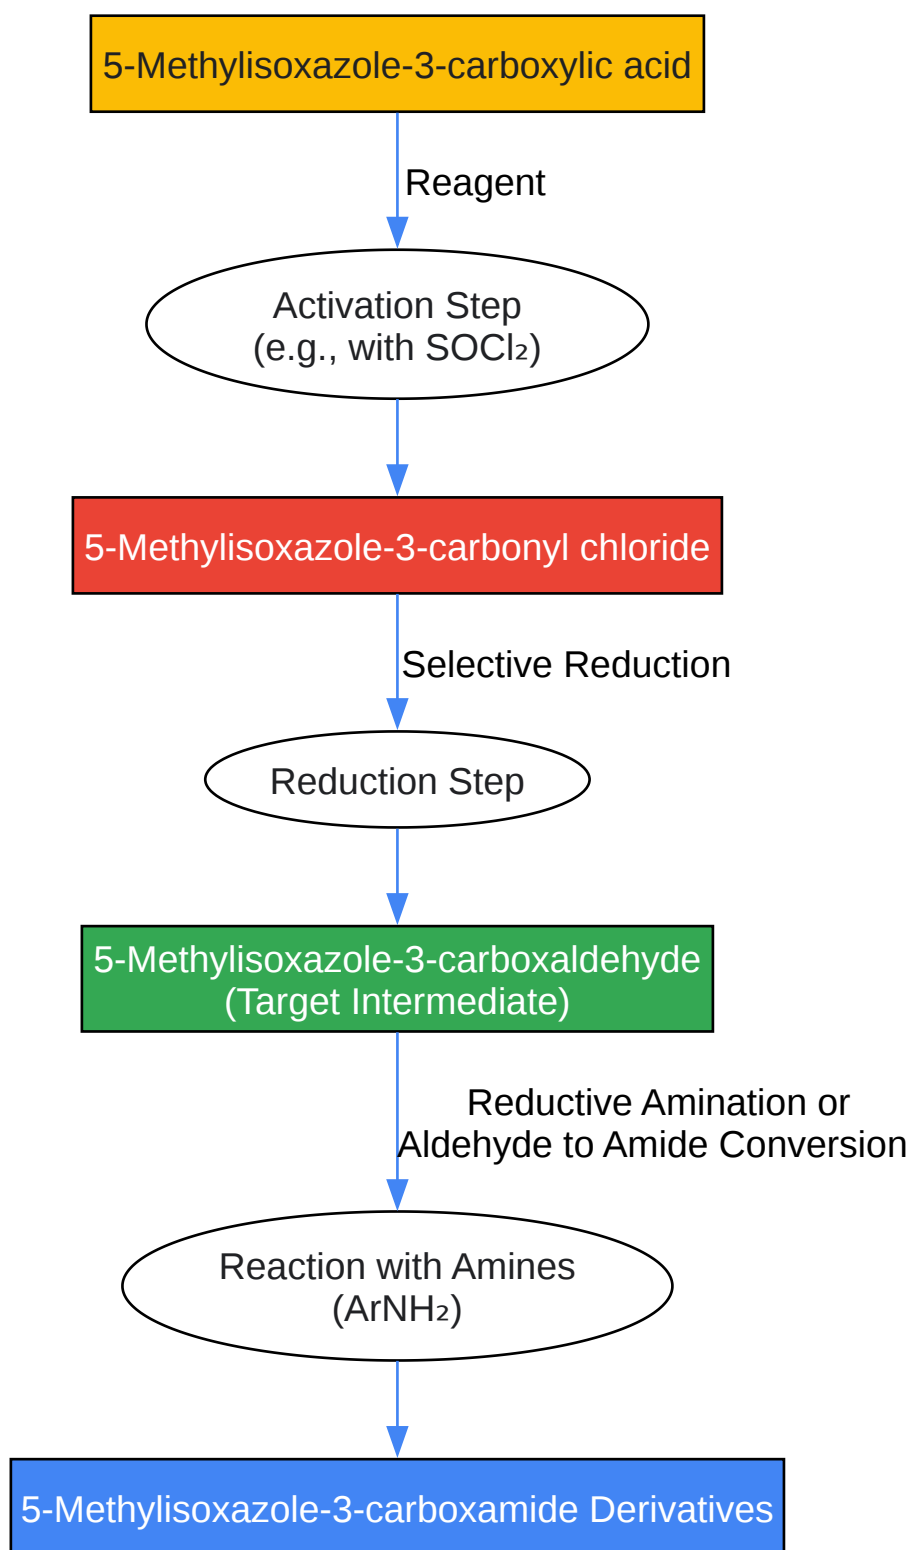 5-Methylisoxazole-3-carboxylic acid
Reagent
Activation Step
(e.g., with SOCl₂)
5-Methylisoxazole-3-carbonyl chloride
Selective Reduction
Reduction Step
5-Methylisoxazole-3-carboxaldehyde
(Target Intermediate)
Reductive Amination or
Aldehyde to Amide Conversion
Reaction with Amines
(ArNH₂)
5-Methylisoxazole-3-carboxamide Derivatives